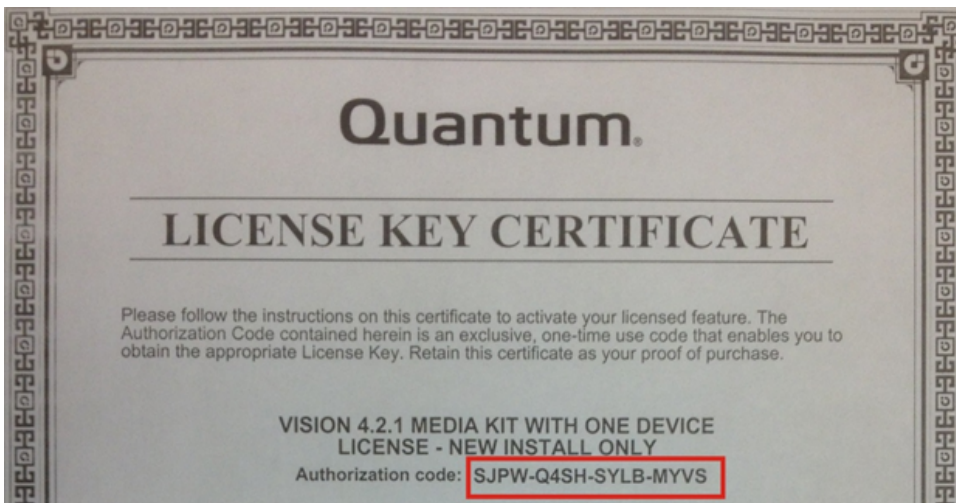 Quantum®
LICENSE KEY CERTIFICATE
Please follow the instructions on this certificate to activate your licensed feature. The
Authorization Code contained herein is an exclusive, one-time use code that enables you to
obtain the appropriate License Key. Retain this certificate as your proof of purchase.
VISION 4.2.1 MEDIA KIT WITH ONE DEVICE
LICENSE - NEW INSTALL ONLY
Authorization code: SJPW-Q4SH-SYLB-MYVS